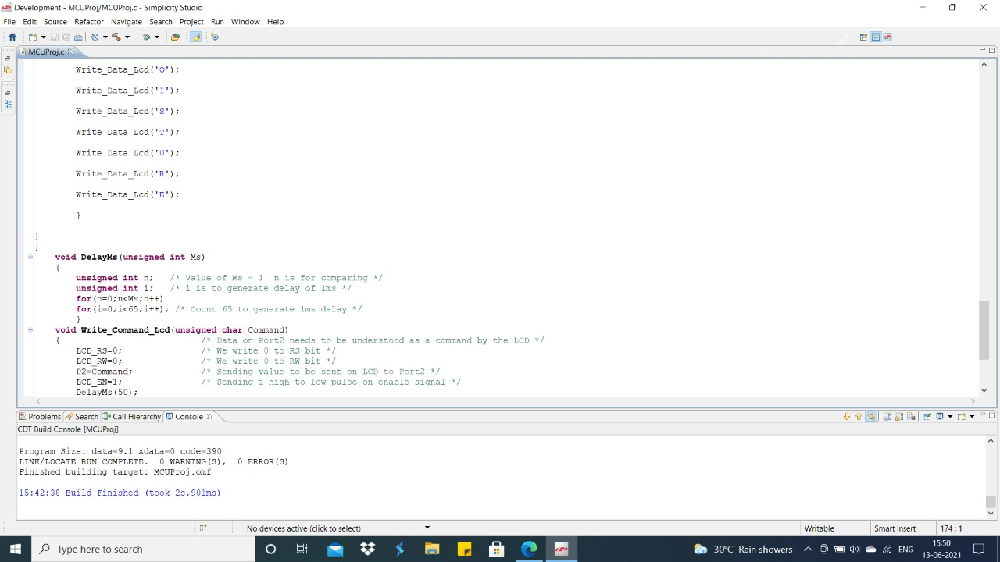 Development - MCUProj/MCUProj.c - Simplicity Studio
File Edit Source Refactor Navigate Search Project Run Window Help
MCUProj.c
Write_Data_Lcd('O');
Write_Data_Lcd('I');
Write_Data_Lcd('S');
Write_Data_Lcd('T');
Write_Data_Lcd('U');
Write_Data_Lcd('R');
Write_Data_Lcd('E');
}
}
}
void DelayMs(unsigned int Ms)
{
unsigned int n; /* Value of Ms = 1 n is for comparing */
unsigned int i; /* i is to generate delay of 1ms */
for(n=0;n<Ms;n++)
for(i=0;i<65;i++); /* Count 65 to generate 1ms delay */
}
void Write_Command_Lcd(unsigned char Command)
{ /* Data on Port2 needs to be understood as a command by the LCD */
LCD_RS=0; /* We write 0 to RS bit */
LCD_RW=0; /* We write 0 to RW bit */
P2=Command; /* Sending value to be sent on LCD to Port2 */
LCD_EN=1; /* Sending a high to low pulse on enable signal */
DelayMs(50);
Problems Search Call Hierarchy Console
CDT Build Console [MCUProj]
Program Size: data=9.1 xdata=0 code=390
LINK/LOCATE RUN COMPLETE. 0 WARNING(S), 0 ERROR(S)
Finished building target: MCUProj.omf
15:42:38 Build Finished (took 2s.901ms)
No devices active (click to select) Writable Smart Insert 174 : 1
Type here to search 30°C Rain showers ENG 15:50
13-06-2021